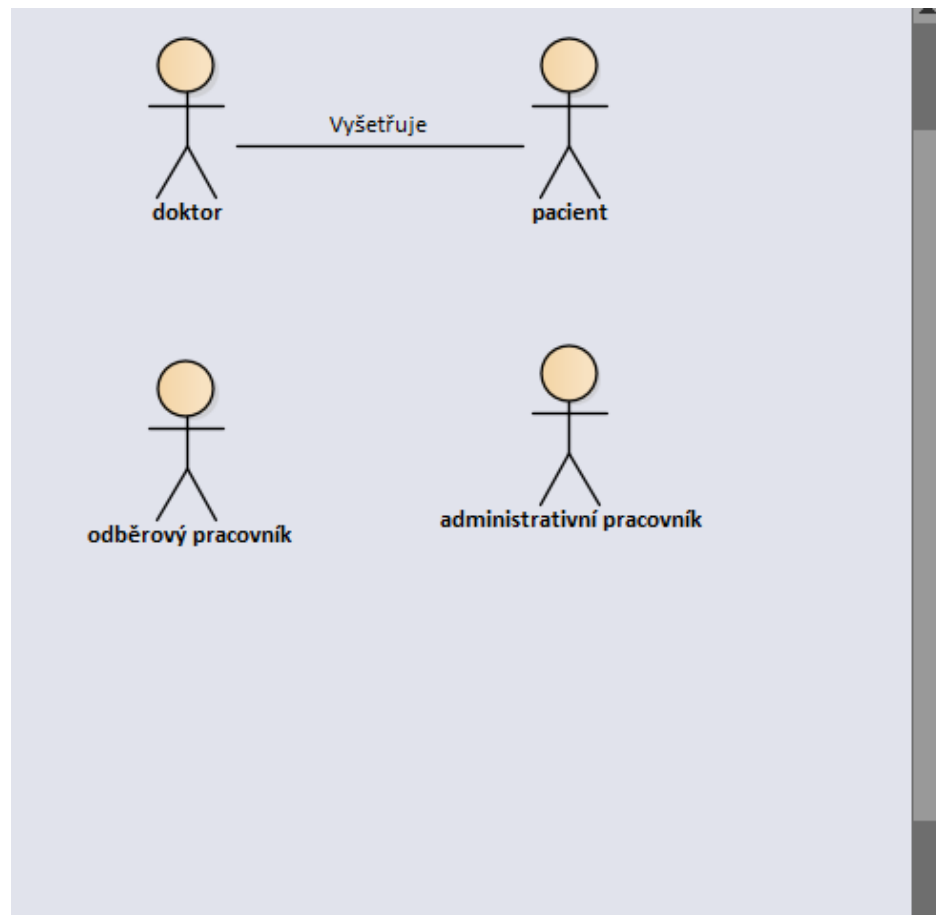 Vyšetřuje
doktor
pacient
odběrový pracovník
administrativní pracovník